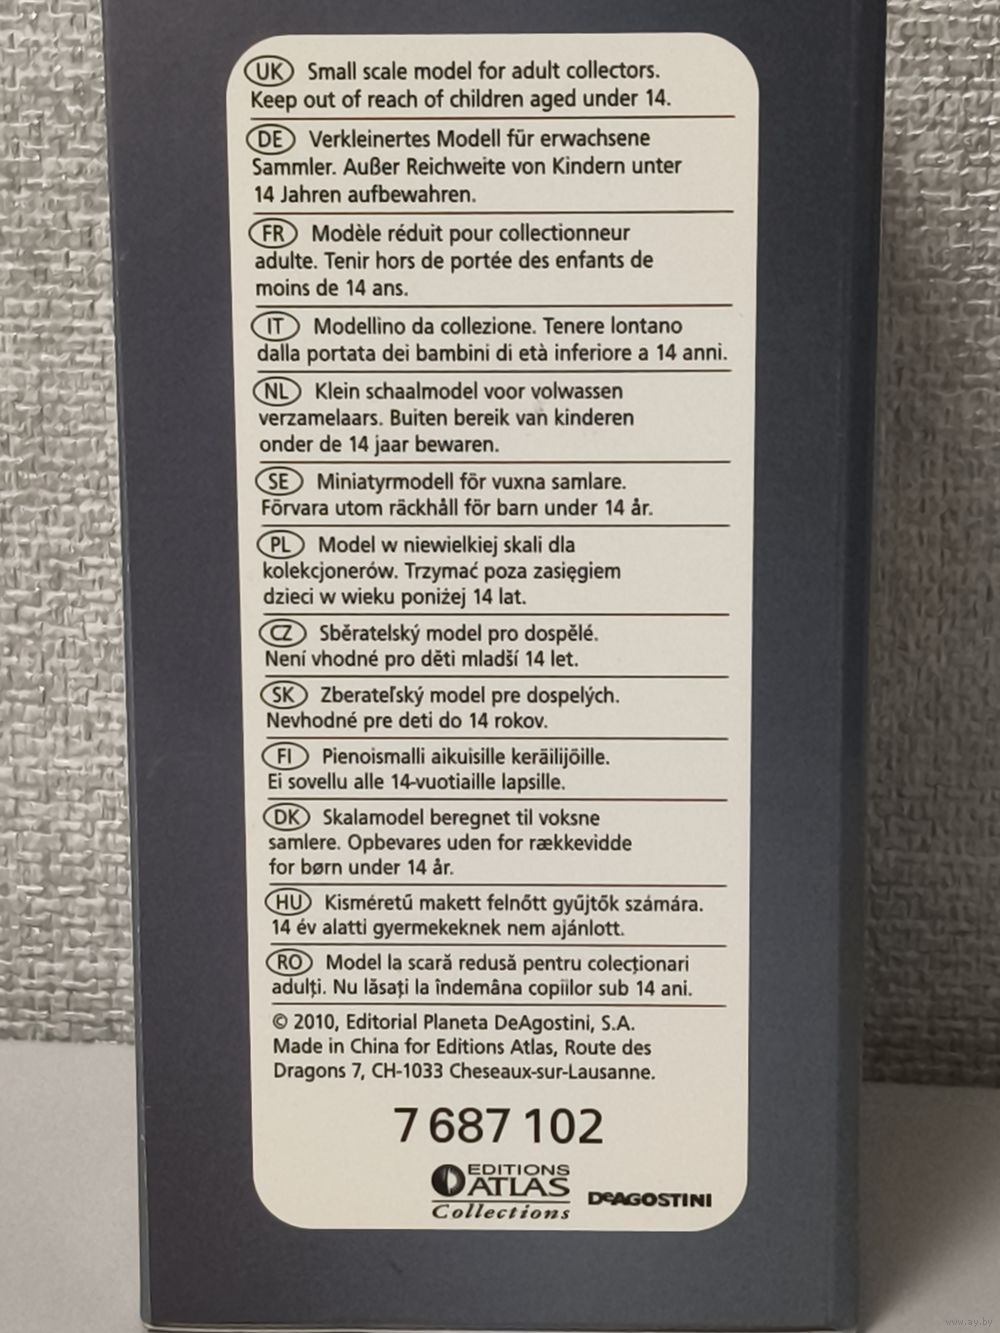 UK Small scale model for adult collectors.
Keep out of reach of children aged under 14.
DE Verkleinertes Modell für erwachsene
Sammler. Außer Reichweite von Kindern unter
14 Jahren aufbewahren.
FR Modèle réduit pour collectionneur
adulte. Tenir hors de portée des enfants de
moins de 14 ans.
IT Modellino da collezione. Tenere lontano
dalla portata dei bambini di età inferiore a 14 anni.
NL Klein schaalmodel voor volwassen
verzamelaars. Buiten bereik van kinderen
onder de 14 jaar bewaren.
SE Miniatyrmodell för vuxna samlare.
Förvara utom räckhåll för barn under 14 år.
PL Model w niewielkiej skali dla
kolekcjonerów. Trzymać poza zasięgiem
dzieci w wieku poniżej 14 lat.
CZ Sběratelský model pro dospělé.
Není vhodné pro děti mladší 14 let.
SK Zberateľský model pre dospelých.
Nevhodné pre deti do 14 rokov.
FI Pienoismalli aikuisille keräilijöille.
Ei sovellu alle 14-vuotiaille lapsille.
DK Skalamodel beregnet til voksne
samlere. Opbevares uden for rækkevidde
for børn under 14 år.
HU Kisméretű makett felnőtt gyűjtők számára.
14 év alatti gyermekeknek nem ajánlott.
RO Model la scară redusă pentru colecționari
adulți. Nu lăsați la îndemâna copiilor sub 14 ani.
© 2010, Editorial Planeta DeAgostini, S.A.
Made in China for Editions Atlas, Route des
Dragons 7, CH-1033 Cheseaux-sur-Lausanne.
7 687 102
EDITIONS
ATLAS
Collections
DeAGOSTINI
www.ay.by